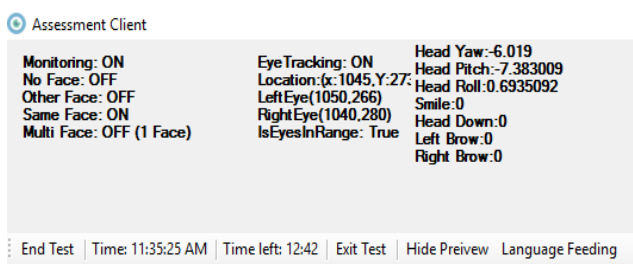 Assessment Client
Monitoring: ON
No Face: OFF
Other Face: OFF
Same Face: ON
Multi Face: OFF (1 Face)
EyeTracking: ON
Location:(x:1045,Y:273
LeftEye(1050,266)
RightEye(1040,280)
IsEyesInRange: True
Head Yaw:-6.019
Head Pitch:-7.383009
Head Roll:0.6935092
Smile:0
Head Down:0
Left Brow:0
Right Brow:0
End Test Time: 11:35:25 AM Time left: 12:42 Exit Test Hide Preivew Language Feeding